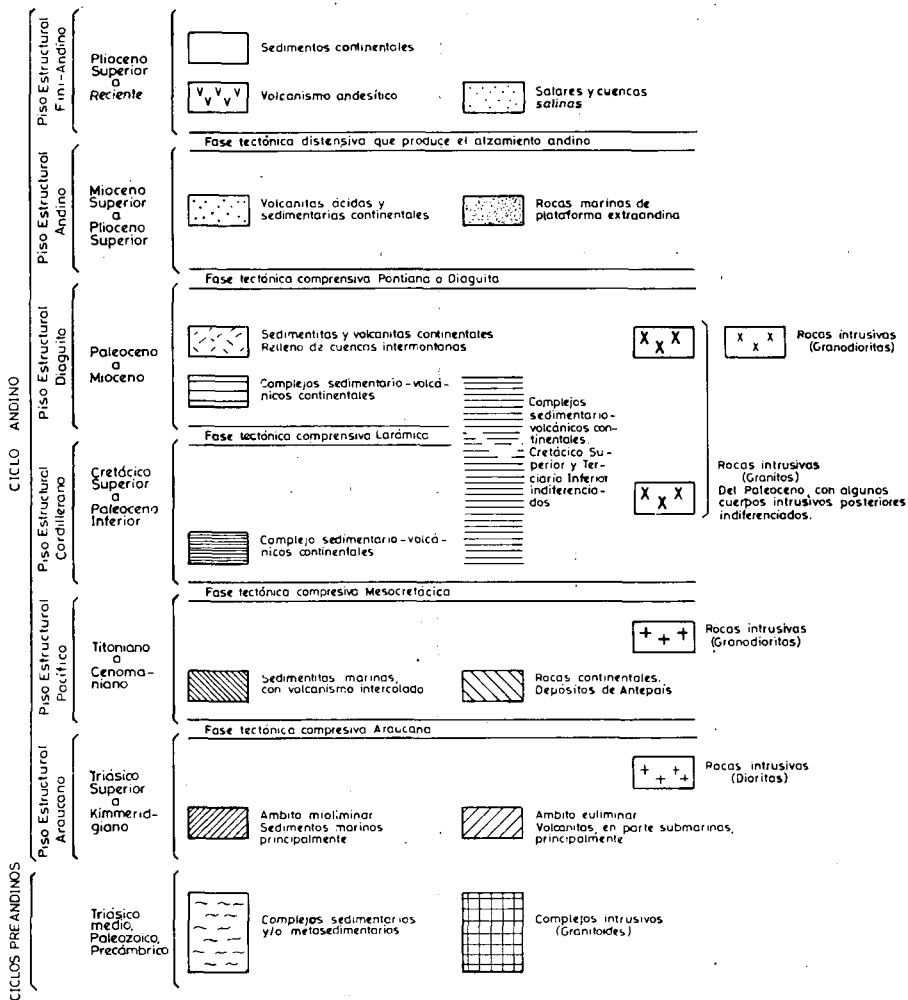 CICLO ANDINO
Piso Estructural
Fini-Andino
Plioceno
Superior
a
Reciente
Sedimentos continentales
Volcanismo andesítico
Salares y cuencas
salinas
Fase tectónica distensiva que produce el alzamiento andino
Piso Estructural
Andino
Mioceno
Superior
a
Plioceno
Superior
Volcanitas ácidas y
sedimentarias continentales
Rocas marinas de
plataforma extraandina
Fase tectónica comprensiva Pontiana o Diaguita
Piso Estructural
Diaguita
Paleoceno
a
Mioceno
Sedimentitas y volcanitas continentales
Relleno de cuencas intermontanas
Complejos sedimentario-volcá-
nicos continentales
Complejos
sedimentario-
volcánicos con-
tinentales.
Cretácico Su-
perior y Ter-
ciario Inferior
indiferencia-
dos
Rocas intrusivas
(Granodioritas)
Fase tectónica comprensiva Larámica
Piso Estructural
Cordillerano
Cretácico
Superior
a
Paleoceno
Inferior
Complejo sedimentario-volcá-
nicos continentales
Rocas intrusivas
(Granitos)
Del Paleoceno, con algunos
cuerpos intrusivos posteriores
indiferenciados.
Fase tectónica compresiva Mesocretácica
Piso Estructural
Pacífico
Titoniano
a
Cenoma-
niano
Rocas intrusivas
(Granodioritas)
Sedimentitas marinas,
con volcanismo intercalado
Rocas continentales.
Depósitos de Antepaís
Fase tectónica compresiva Araucana
Piso Estructural
Araucano
Triásico
Superior
a
Kimmerid-
giano
Rocas intrusivas
(Dioritas)
Ambito mioliminar
Sedimentos marinos
principalmente
Ambito euliminar
Volcanitas, en parte submarinas,
principalmente
CICLOS PREANDINOS
Triásico
medio,
Paleozoico,
Precámbrico
Complejos sedimentarios
y/o metasedimentarios
Complejos intrusivos
(Granitoides)